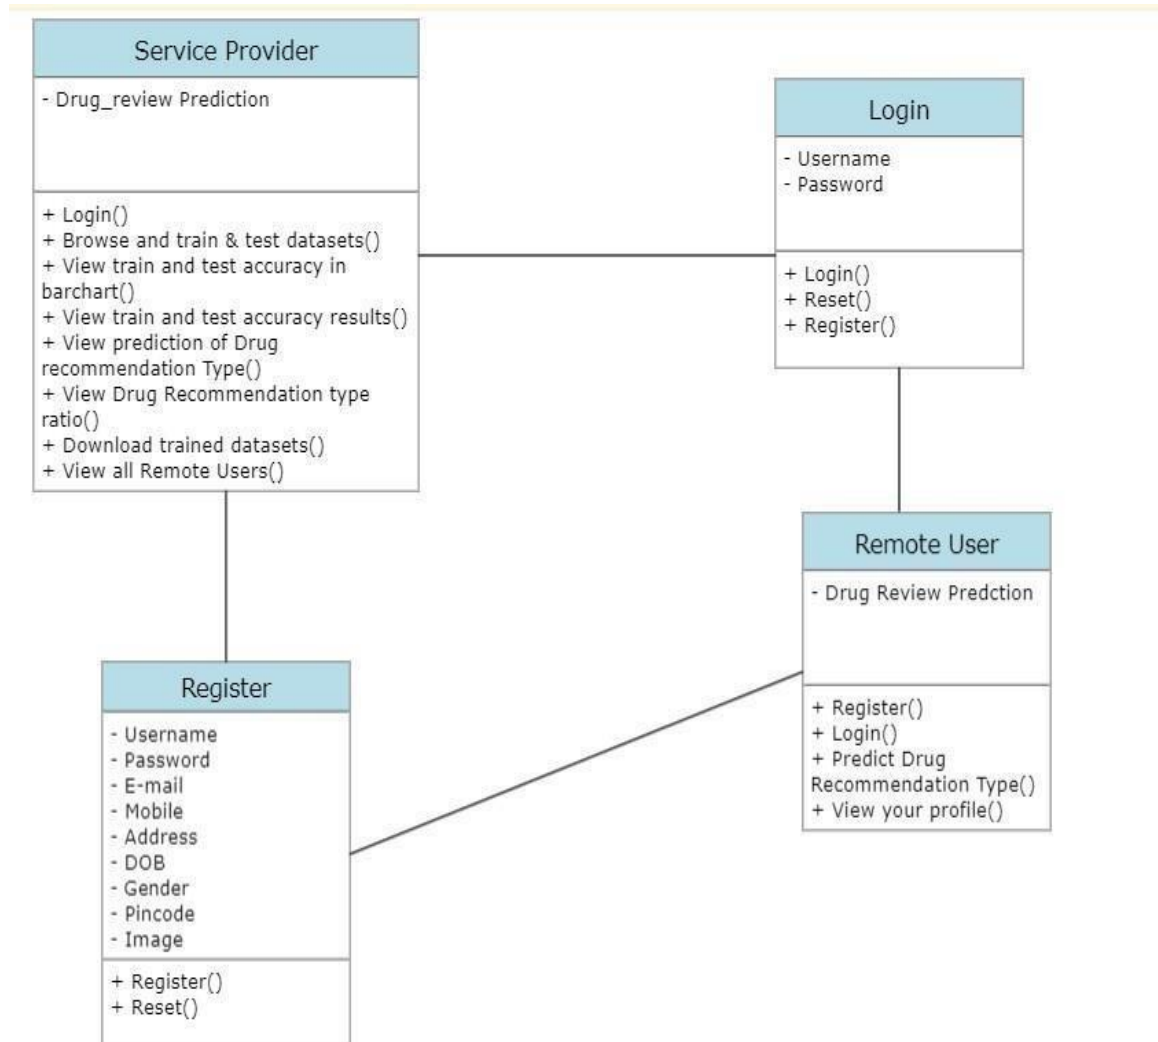 Service Provider
- Drug_review Prediction
+ Login()
+ Browse and train & test datasets()
+ View train and test accuracy in
barchart()
+ View train and test accuracy results()
+ View prediction of Drug
recommendation Type()
+ View Drug Recommendation type
ratio()
+ Download trained datasets()
+ View all Remote Users()
Login
- Username
- Password
+ Login()
+ Reset()
+ Register()
Remote User
- Drug Review Predction
+ Register()
+ Login()
+ Predict Drug
Recommendation Type()
+ View your profile()
Register
- Username
- Password
- E-mail
- Mobile
- Address
- DOB
- Gender
- Pincode
- Image
+ Register()
+ Reset()